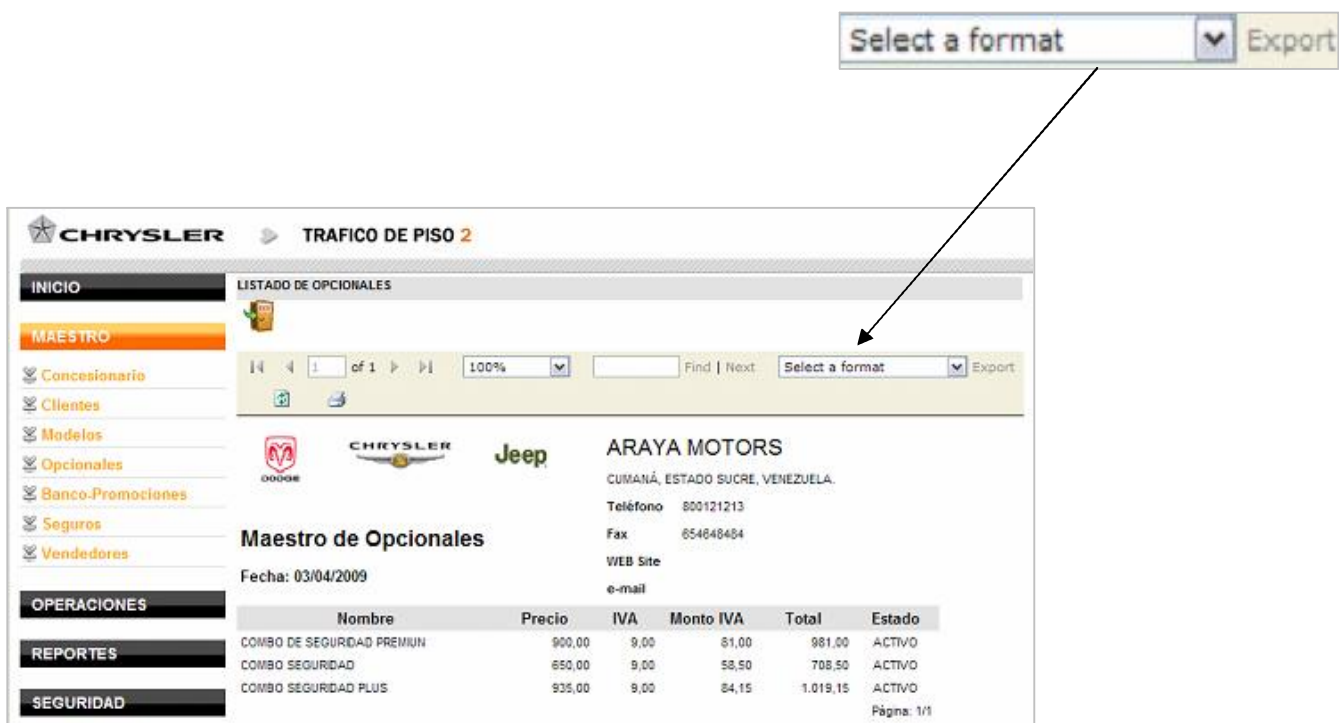 Select a format Export
CHRYSLER TRAFICO DE PISO 2
INICIO
MAESTRO
Concesionario
Clientes
Modelos
Opcionales
Banco-Promociones
Seguros
Vendedores
OPERACIONES
REPORTES
SEGURIDAD
LISTADO DE OPCIONALES
1 of 1 100% Find | Next Select a format Export
DODGE CHRYSLER Jeep
ARAYA MOTORS
CUMANÁ, ESTADO SUCRE, VENEZUELA.
Teléfono 800121213
Fax 654648484
WEB Site
e-mail
Maestro de Opcionales
Fecha: 03/04/2009
Nombre Precio IVA Monto IVA Total Estado
COMBO DE SEGURIDAD PREMIUN 900,00 9,00 81,00 981,00 ACTIVO
COMBO SEGURIDAD 650,00 9,00 58,50 708,50 ACTIVO
COMBO SEGURIDAD PLUS 935,00 9,00 84,15 1.019,15 ACTIVO
Página: 1/1